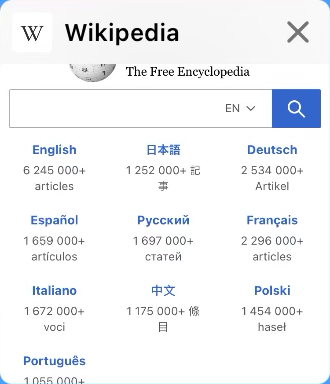 W Wikipedia
The Free Encyclopedia
EN
English 日本語 Deutsch
6 245 000+ 1 252 000+ 記 2 534 000+
articles 事 Artikel
Español Русский Français
1 659 000+ 1 697 000+ 2 296 000+
artículos статей articles
Italiano 中文 Polski
1 672 000+ 1 175 000+ 條 1 454 000+
voci 目 haseł
Português
1 055 000+